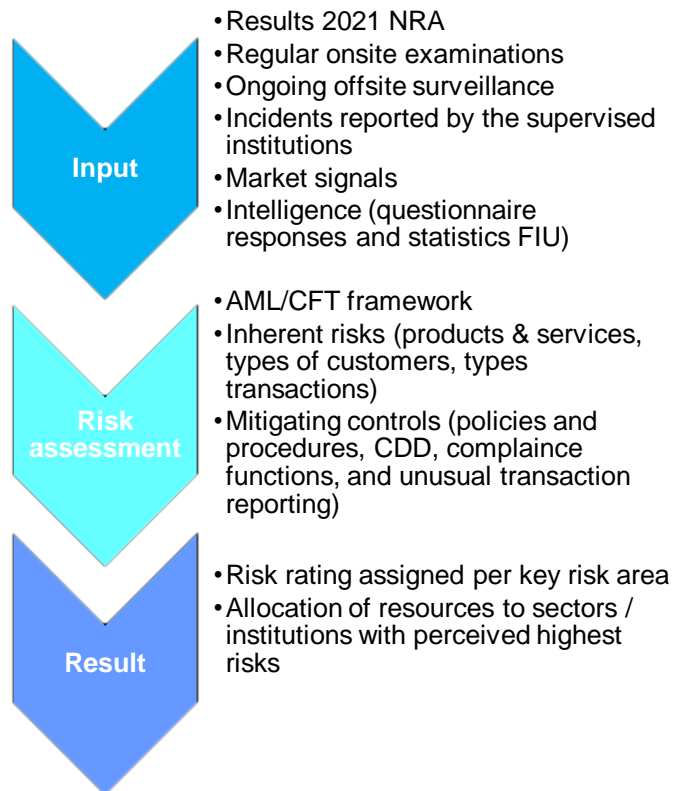 •Results 2021 NRA
•Regular onsite examinations
•Ongoing offsite surveillance
•Incidents reported by the supervised
institutions
•Market signals
•Intelligence (questionnaire
responses and statistics FIU)
Input
•AML/CFT framework
•Inherent risks (products & services,
types of customers, types
transactions)
•Mitigating controls (policies and
procedures, CDD, complaince
functions, and unusual transaction
reporting)
Risk
assessment
•Risk rating assigned per key risk area
•Allocation of resources to sectors /
institutions with perceived highest
risks
Result